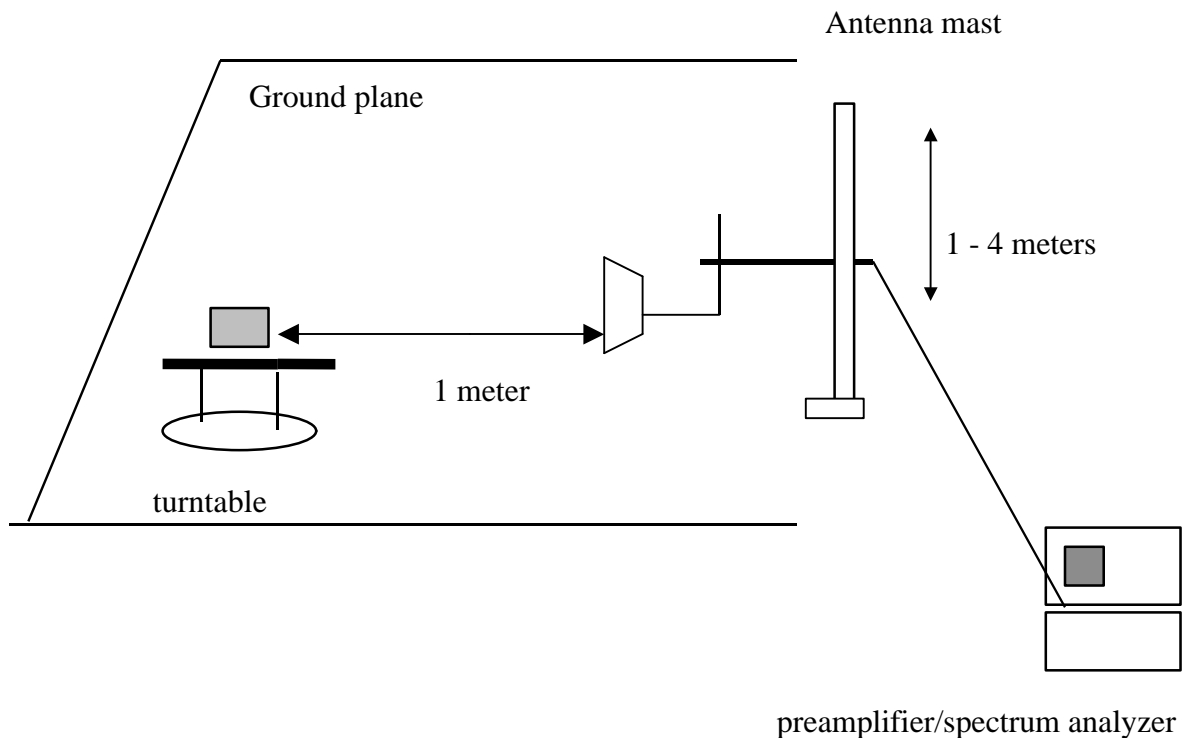 Antenna mast
Ground plane
1 - 4 meters
1 meter
turntable
preamplifier/spectrum analyzer